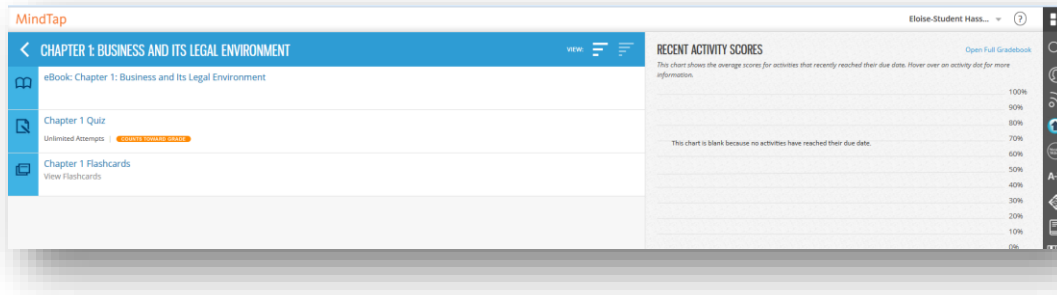 MindTap
Eloise-Student Hass...
?
CHAPTER 1: BUSINESS AND ITS LEGAL ENVIRONMENT
VIEW:
eBook: Chapter 1: Business and Its Legal Environment
Chapter 1 Quiz
Unlimited Attempts | COUNTS TOWARD GRADE
Chapter 1 Flashcards
View Flashcards
RECENT ACTIVITY SCORES
Open Full Gradebook
This chart shows the average scores for activities that recently reached their due date. Hover over an activity dot for more
information.
100%
90%
80%
70%
This chart is blank because no activities have reached their due date.
60%
50%
40%
30%
20%
10%
0%
A-